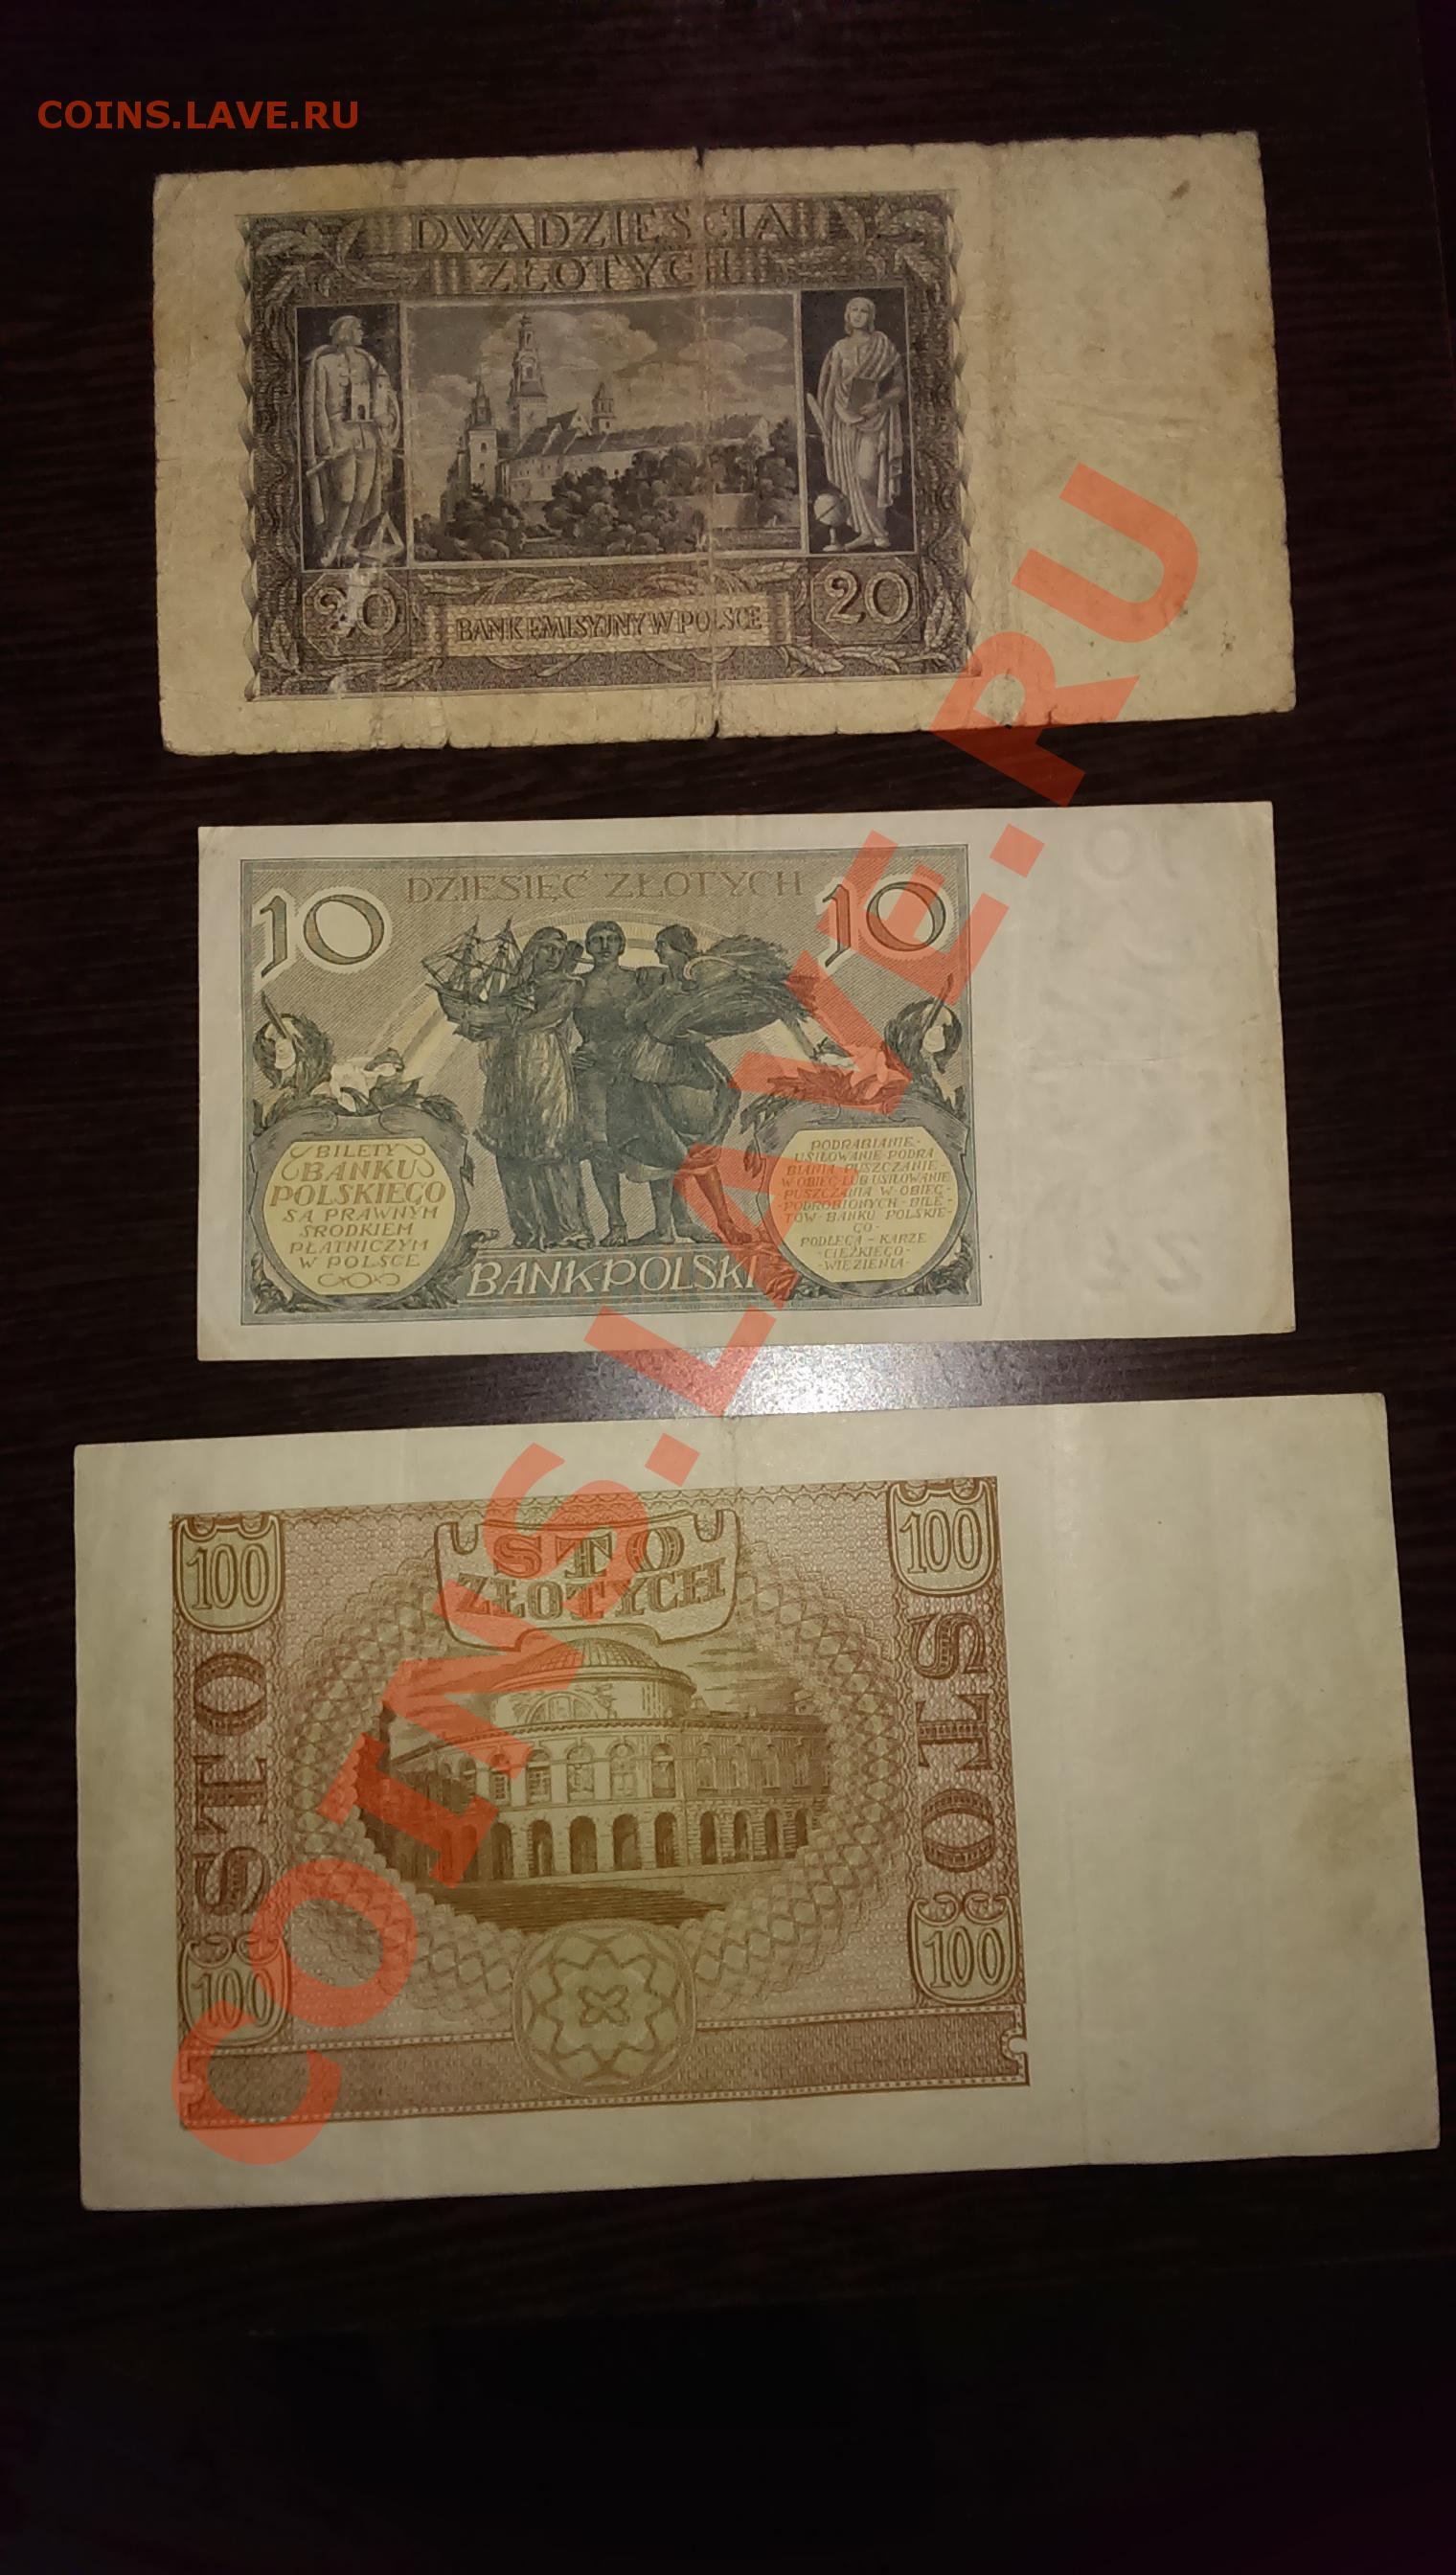 COINS.LAVE.RU
DWADZIEŚCIA
ZŁOTYCH
20
20
BANK EMISYJNY W POLSCE
10
DZIESIĘĆ ZŁOTYCH
10
BILETY
BANKU
POLSKIEGO
SĄ PRAWNYM
ŚRODKIEM
PŁATNICZYM
W POLSCE
PODRABIANIE-
USIŁOWANIE PODRA
BIANIA-PUSZCZANIE
W OBIEG LUB USIŁOWANIE
PUSZCZANIA W OBIEG-
PODROBIONYCH-BILE-
TÓW-BANKU POLSKIE-
GO-
PODLEGA-KARZE
-CIĘŻKIEGO-
-WIĘZIENIA-
BANK·POLSKI
10
ZŁ
100
STO
ZŁOTYCH
100
STO
STO
100
100
COINS.LAVE.RU